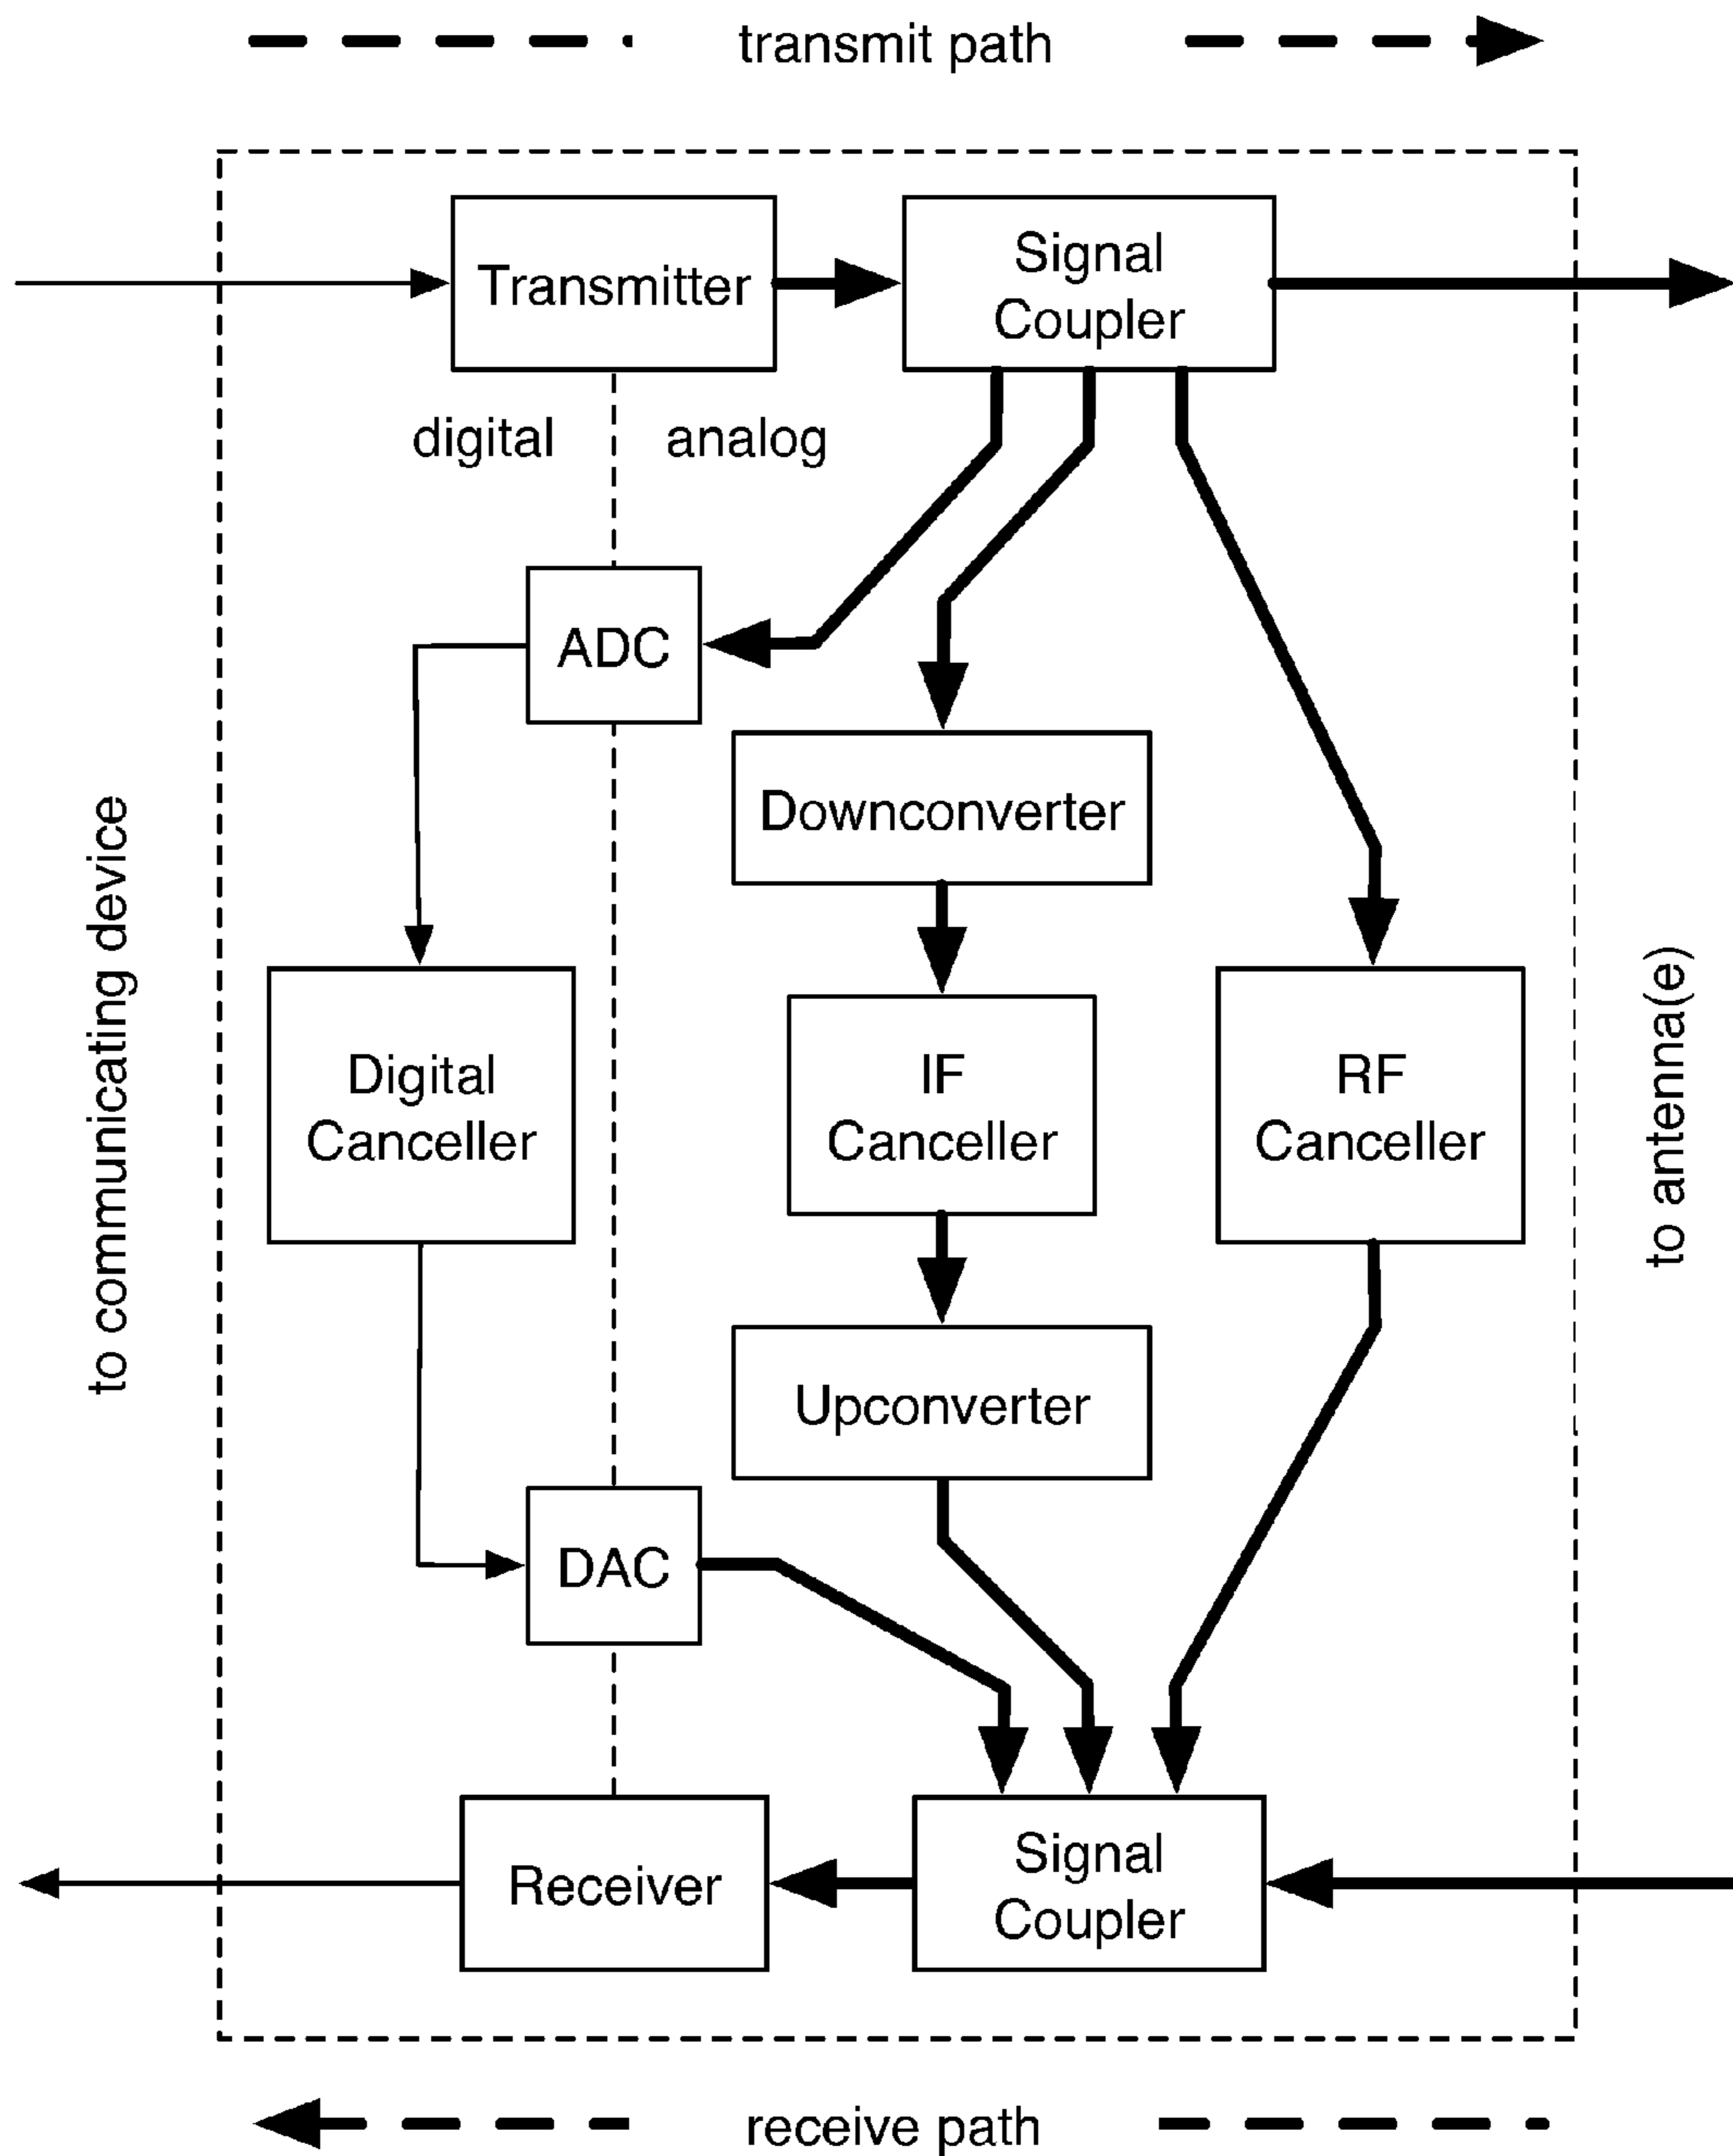 transmit path
Transmitter
Signal
Coupler
digital
analog
ADC
Downconverter
to communicating device
to antenna(e)
Digital
Canceller
IF
Canceller
RF
Canceller
Upconverter
DAC
Receiver
Signal
Coupler
receive path